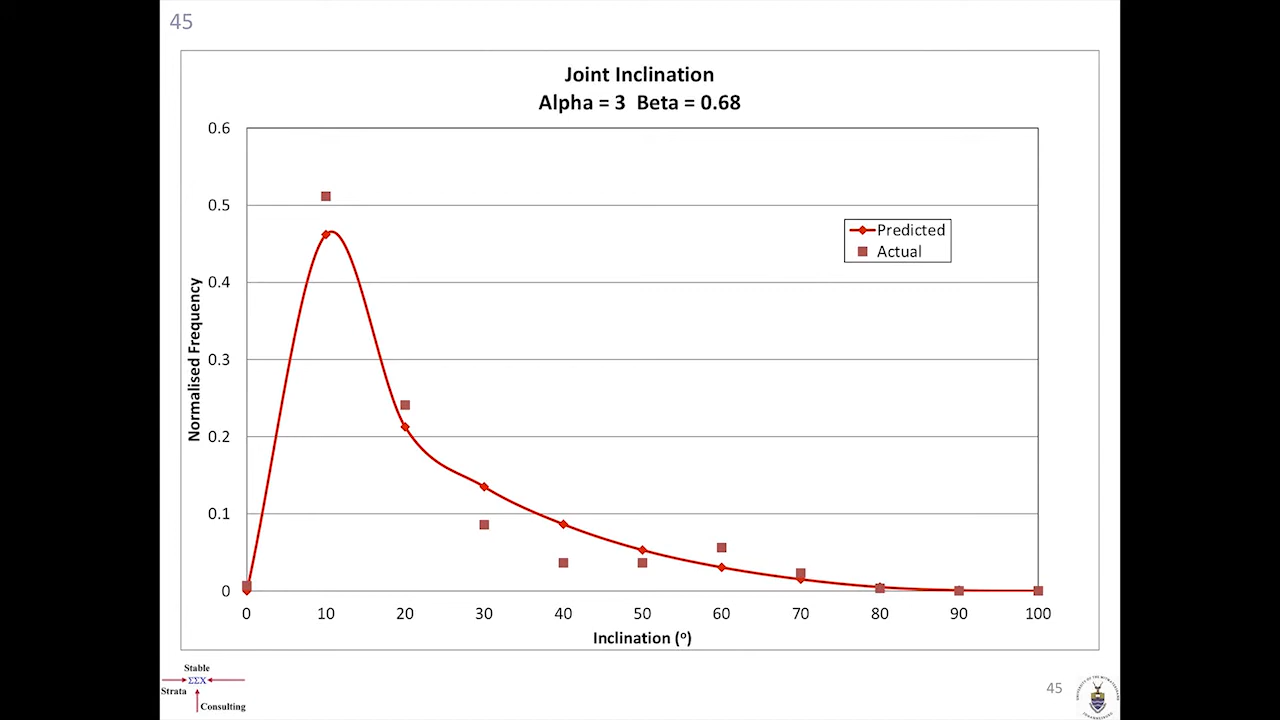 45
Joint Inclination
Alpha = 3 Beta = 0.68
0.6
0.5
0.4
0.3
0.2
0.1
0
Normalised Frequency
Predicted
Actual
0 10 20 30 40 50 60 70 80 90 100
Inclination (º)
Stable
ΣΣX
Strata
Consulting
45